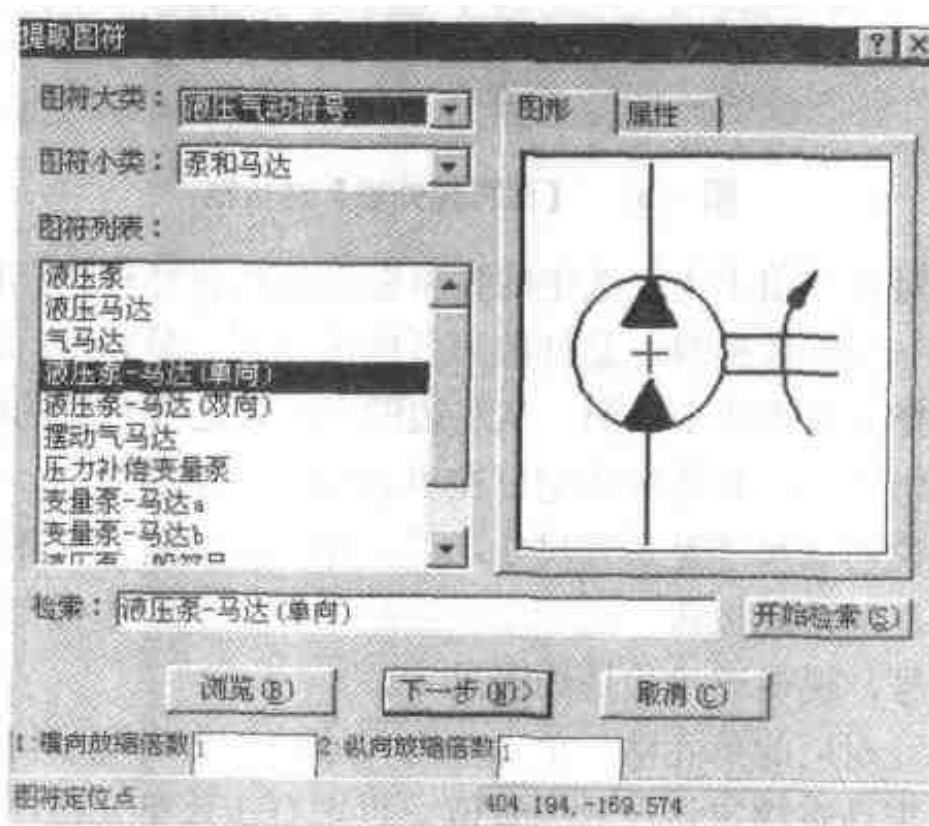 提取图符
图符大类：液压气动符号
图形 属性
图符小类：泵和马达
图符列表：
液压泵
液压马达
气马达
液压泵-马达(单向)
液压泵-马达(双向)
摆动气马达
压力补偿变量泵
变量泵-马达a
变量泵-马达b
检索：液压泵-马达(单向) 开始检索(S)
浏览(B) 下一步(N)> 取消(C)
1:横向放缩倍数 1 2:纵向放缩倍数 1
图符定位点 404.194,-169.574